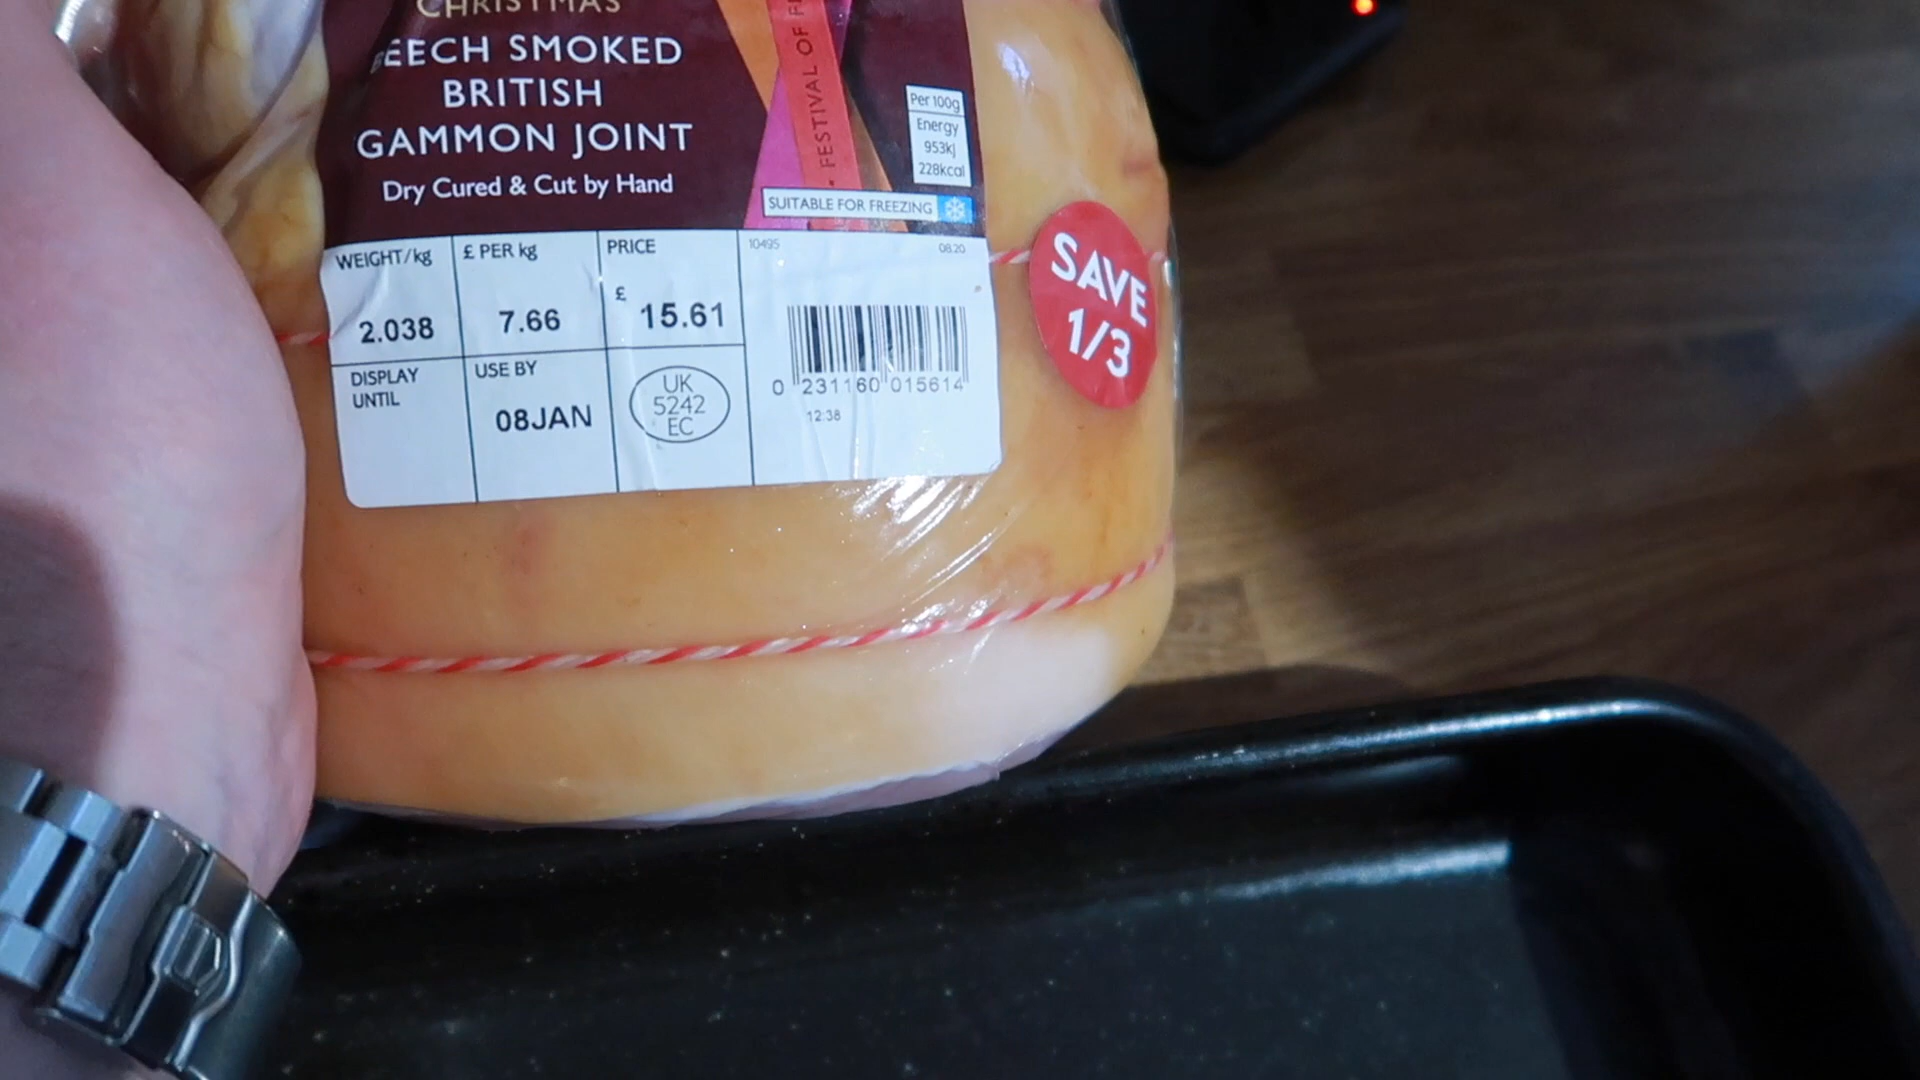 CHRISTMAS
EECH SMOKED
BRITISH
GAMMON JOINT
Dry Cured & Cut by Hand
FESTIVAL OF
Per 100g
Energy
953kJ
228kcal
SUITABLE FOR FREEZING
WEIGHT/kg
2.038
£ PER kg
7.66
PRICE
£
15.61
10495
08.20
DISPLAY
UNTIL
USE BY
08JAN
UK
5242
EC
0 231160 015614
12:38
SAVE
1/3